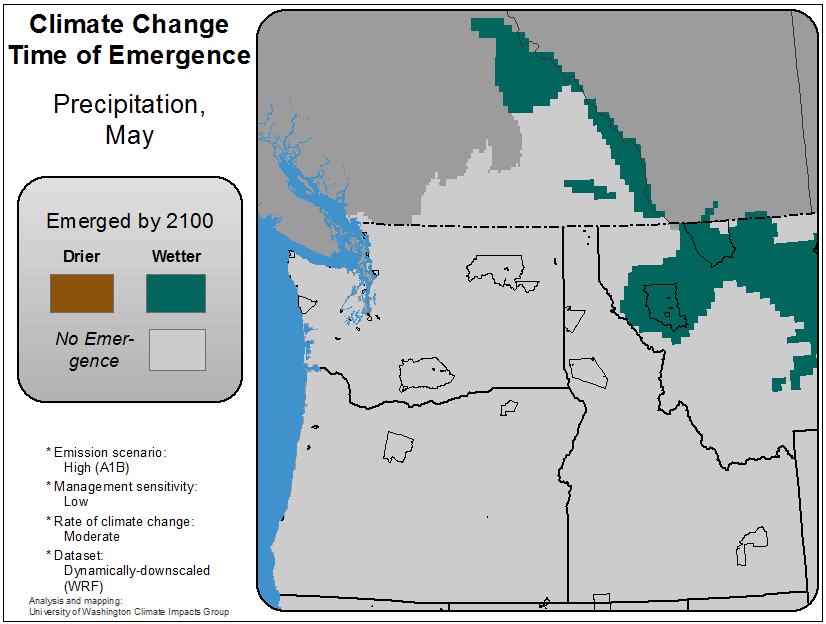 Climate Change
Time of Emergence
Precipitation,
May
Emerged by 2100
Drier Wetter
No Emer-
gence
* Emission scenario:
High (A1B)
* Management sensitivity:
Low
* Rate of climate change:
Moderate
* Dataset:
Dynamically-downscaled
(WRF)
Analysis and mapping:
University of Washington Climate Impacts Group